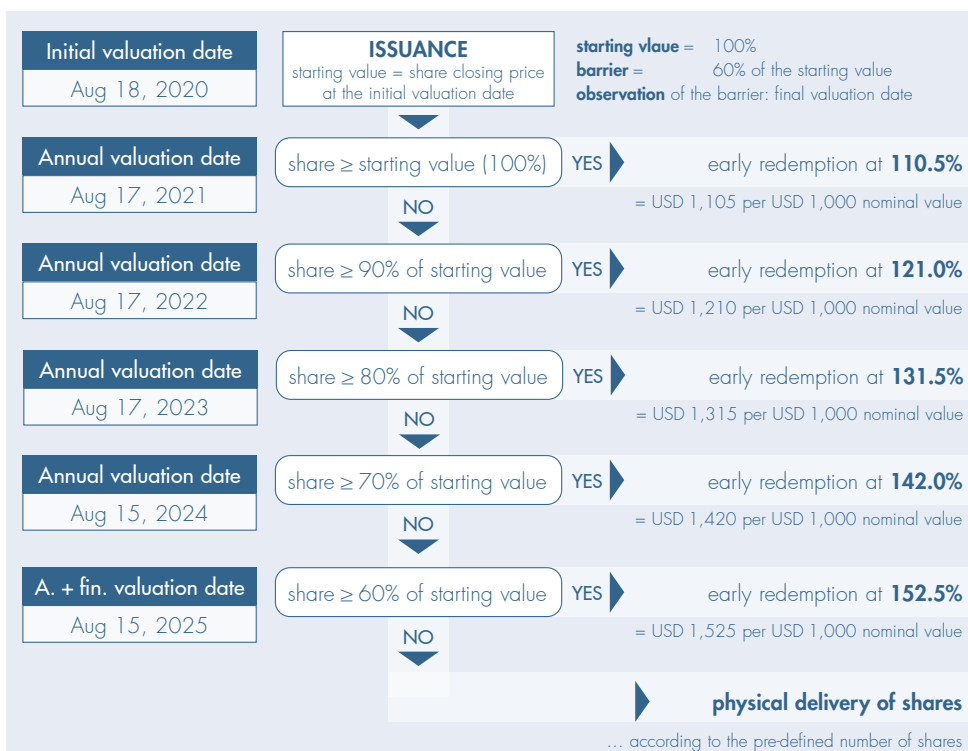 Initial valuation date
Aug 18, 2020
ISSUANCE
starting value = share closing price
at the initial valuation date
starting vlaue = 100%
barrier = 60% of the starting value
observation of the barrier: final valuation date
Annual valuation date
Aug 17, 2021
share ≥ starting value (100%)
YES
early redemption at 110.5%
= USD 1,105 per USD 1,000 nominal value
NO
Annual valuation date
Aug 17, 2022
share ≥ 90% of starting value
YES
early redemption at 121.0%
= USD 1,210 per USD 1,000 nominal value
NO
Annual valuation date
Aug 17, 2023
share ≥ 80% of starting value
YES
early redemption at 131.5%
= USD 1,315 per USD 1,000 nominal value
NO
Annual valuation date
Aug 15, 2024
share ≥ 70% of starting value
YES
early redemption at 142.0%
= USD 1,420 per USD 1,000 nominal value
NO
A. + fin. valuation date
Aug 15, 2025
share ≥ 60% of starting value
YES
early redemption at 152.5%
= USD 1,525 per USD 1,000 nominal value
NO
physical delivery of shares
... according to the pre-defined number of shares